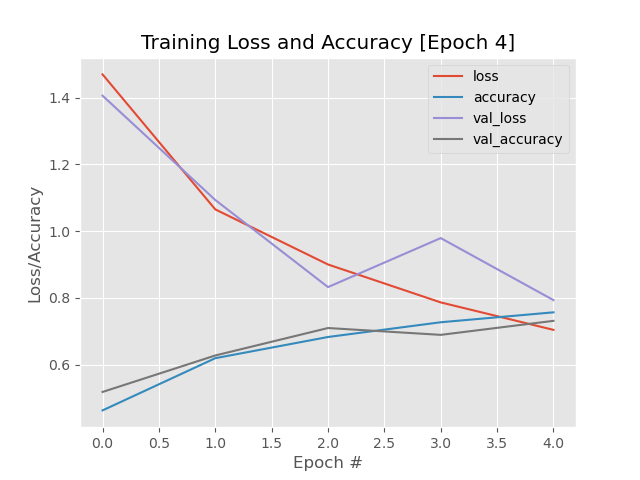 Training Loss and Accuracy [Epoch 4]
loss
accuracy
val_loss
val_accuracy
Loss/Accuracy
1.4
1.2
1.0
0.8
0.6
0.0 0.5 1.0 1.5 2.0 2.5 3.0 3.5 4.0
Epoch #